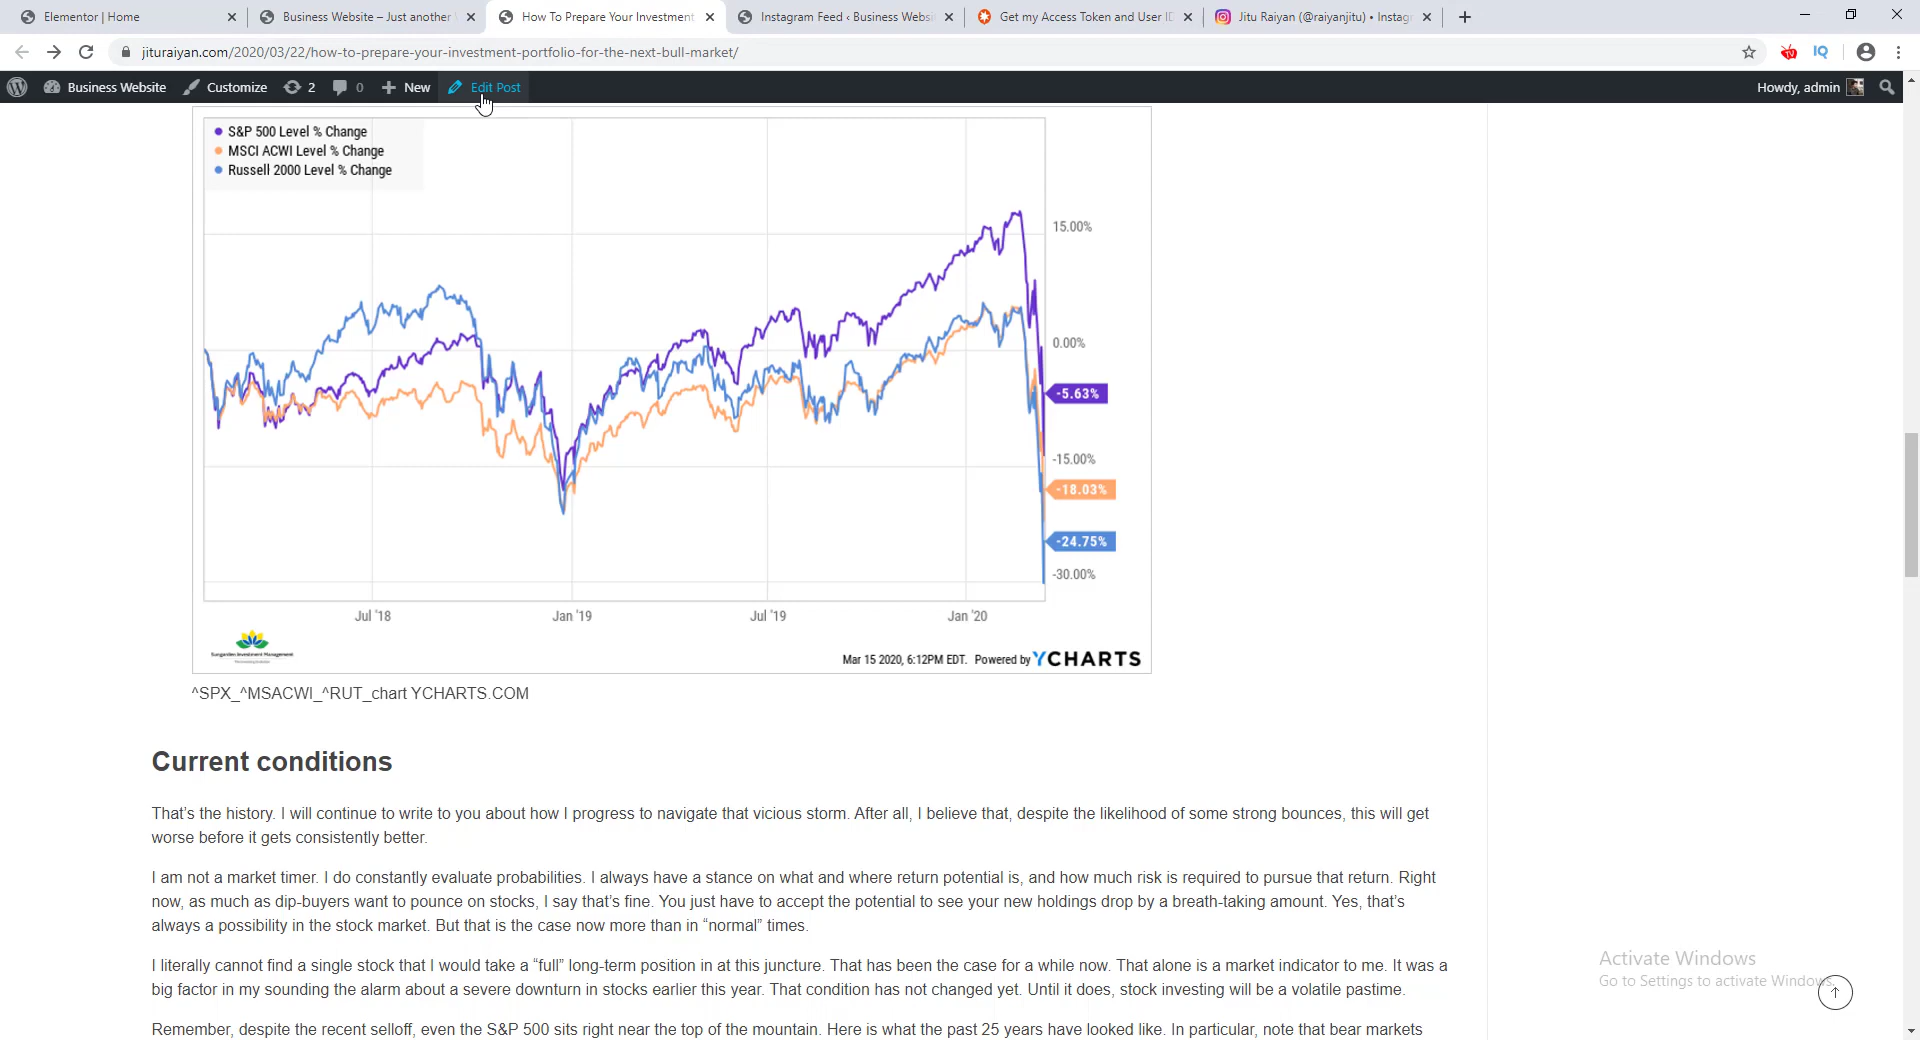 Elementor | Home
Business Website – Just another
How To Prepare Your Investment
Instagram Feed ‹ Business Websi
Get my Access Token and User ID
Jitu Raiyan (@raiyanjitu) • Instag
jituraiyan.com/2020/03/22/how-to-prepare-your-investment-portfolio-for-the-next-bull-market/
IQ
Business Website Customize 2 0 New Edit Post Howdy, admin
S&P 500 Level % Change
MSCI ACWI Level % Change
Russell 2000 Level % Change
15.00%
0.00%
-5.63%
-15.00%
-18.03%
-24.75%
-30.00%
Jul '18 Jan '19 Jul '19 Jan '20
Sungarden Investment Management
Mar 15 2020, 6:12PM EDT. Powered by YCHARTS
^SPX_^MSACWI_^RUT_chart YCHARTS.COM
Current conditions
That’s the history. I will continue to write to you about how I progress to navigate that vicious storm. After all, I believe that, despite the likelihood of some strong bounces, this will get
worse before it gets consistently better.
I am not a market timer. I do constantly evaluate probabilities. I always have a stance on what and where return potential is, and how much risk is required to pursue that return. Right
now, as much as dip-buyers want to pounce on stocks, I say that’s fine. You just have to accept the potential to see your new holdings drop by a breath-taking amount. Yes, that’s
always a possibility in the stock market. But that is the case now more than in “normal” times.
I literally cannot find a single stock that I would take a “full” long-term position in at this juncture. That has been the case for a while now. That alone is a market indicator to me. It was a
big factor in my sounding the alarm about a severe downturn in stocks earlier this year. That condition has not changed yet. Until it does, stock investing will be a volatile pastime.
Remember, despite the recent selloff, even the S&P 500 sits right near the top of the mountain. Here is what the past 25 years have looked like. In particular, note that bear markets
Activate Windows
Go to Settings to activate Windows.